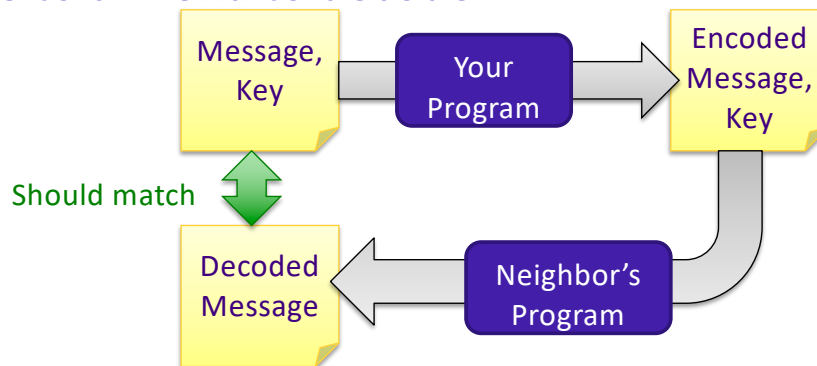 Message,
Key
Your
Program
Encoded
Message,
Key
Should match
Decoded
Message
Neighbor's
Program